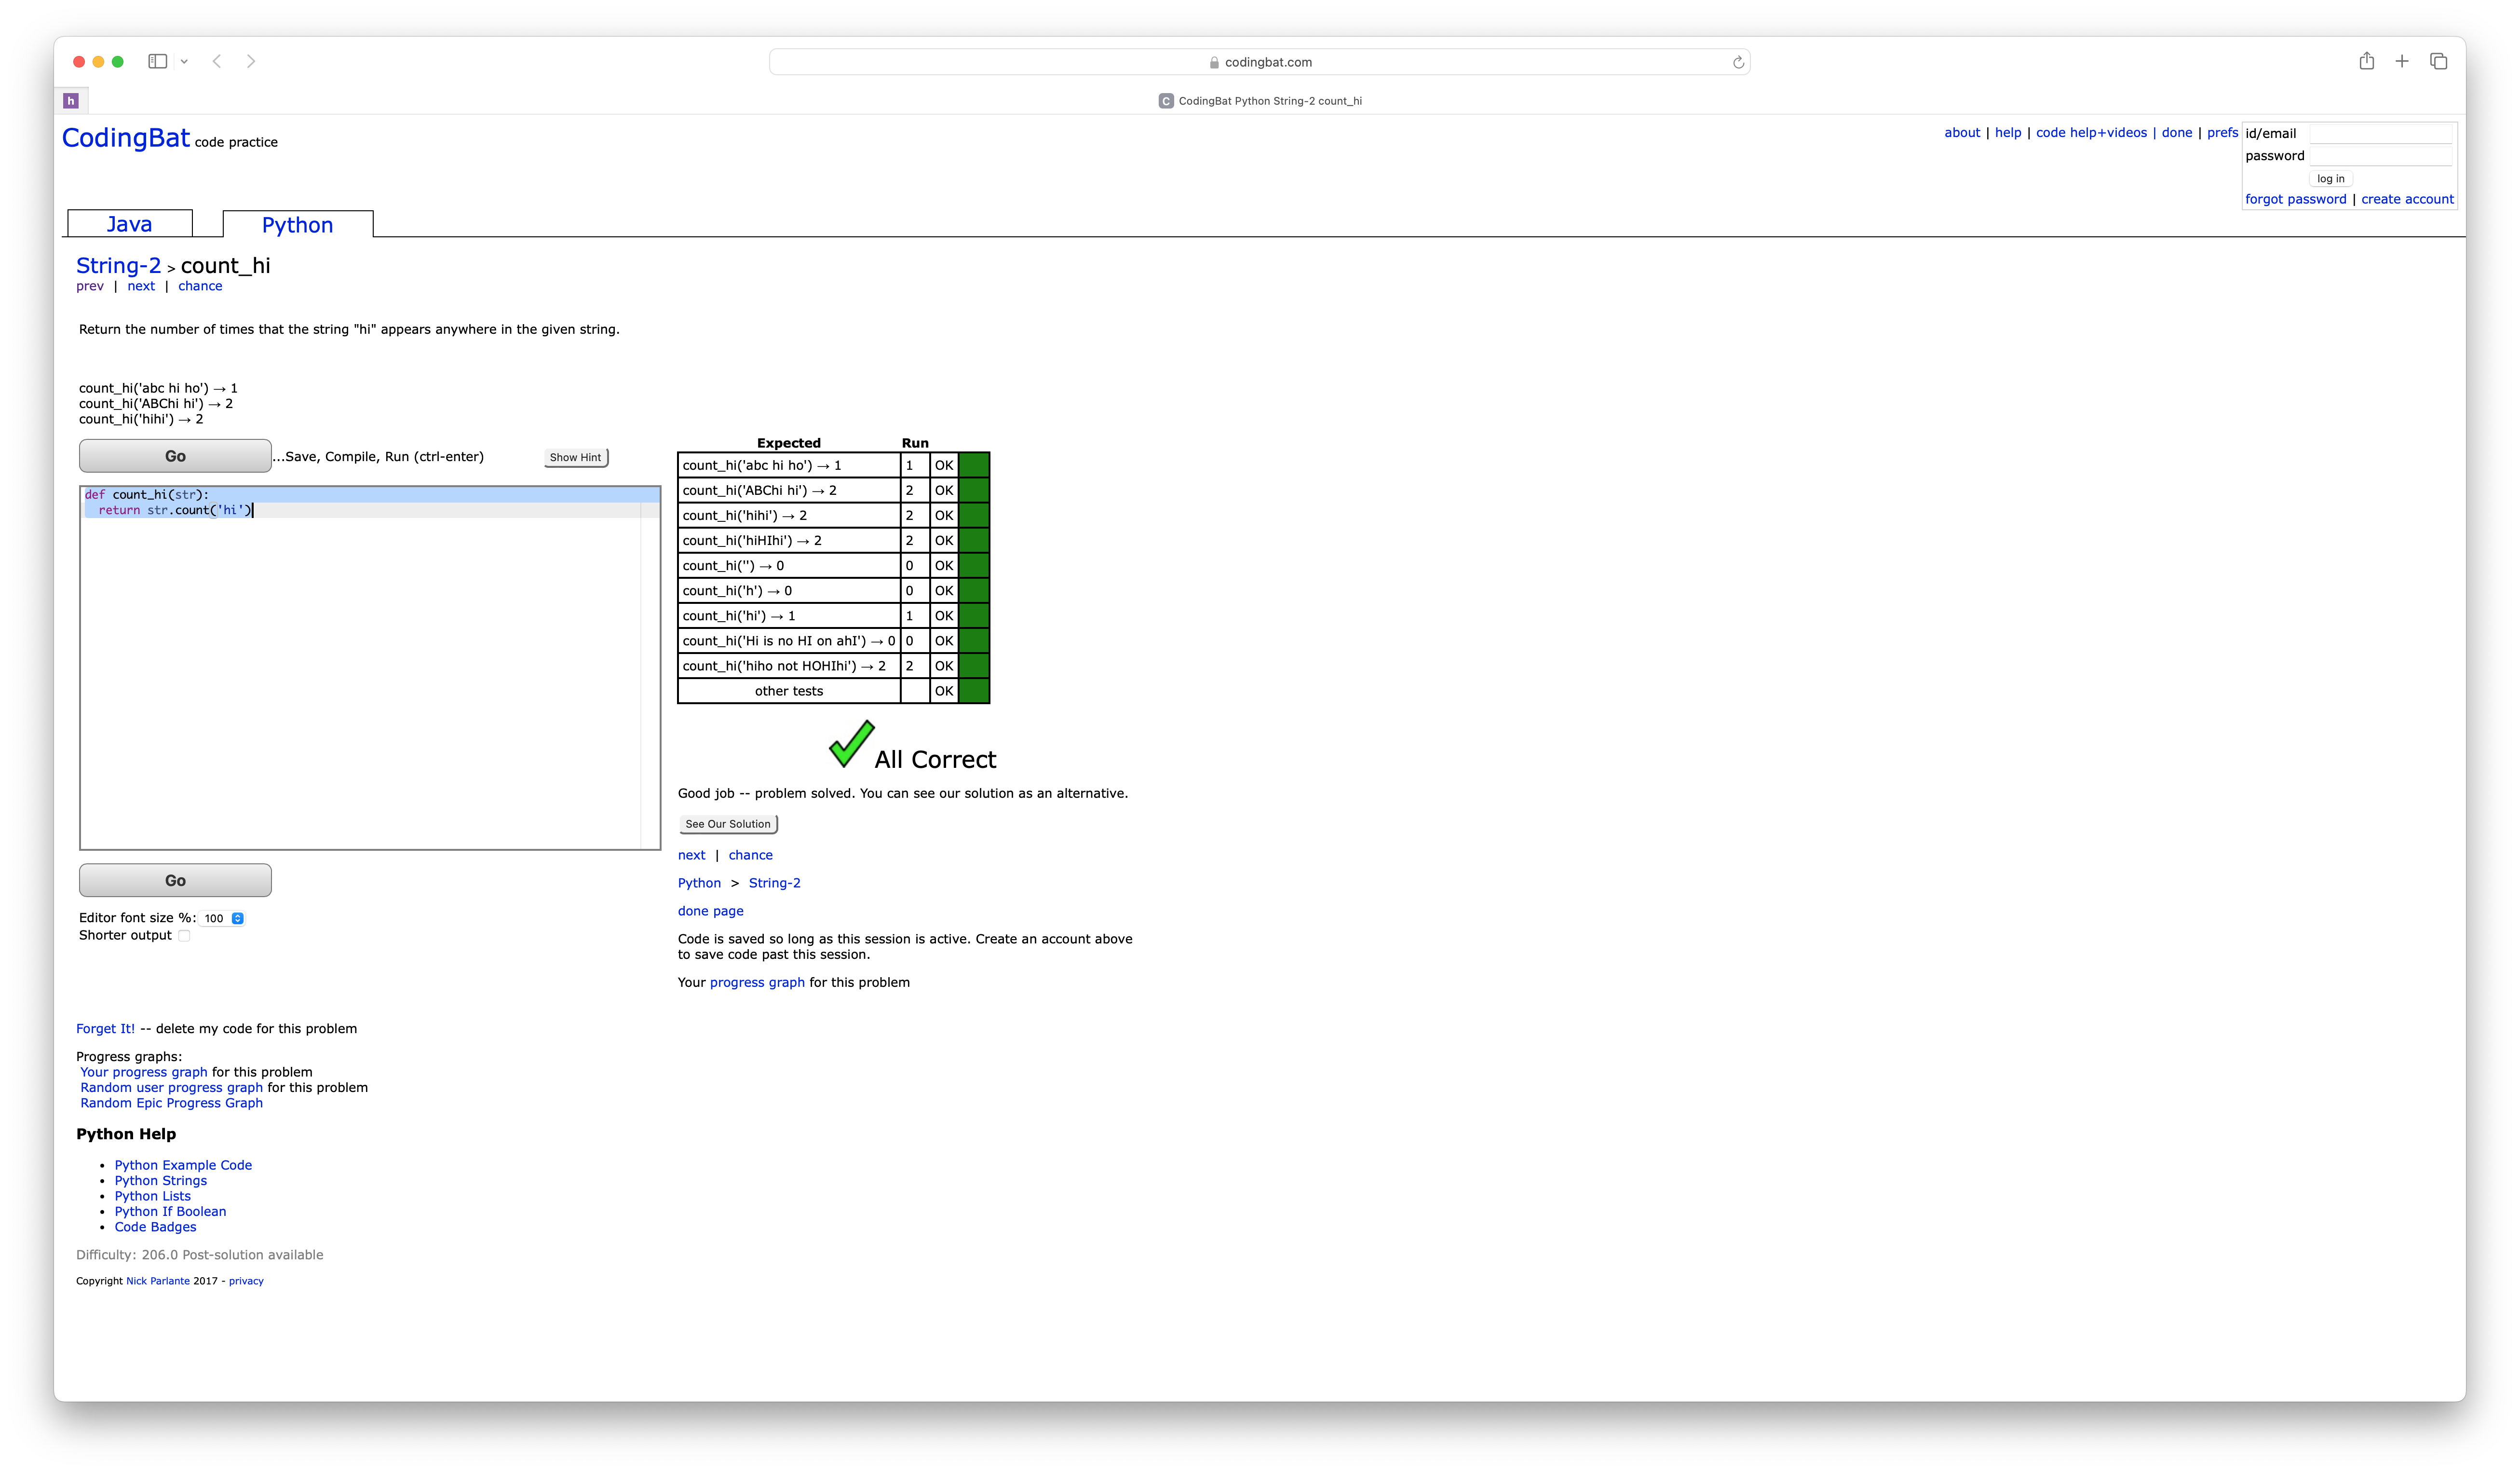 codingbat.com
h
C CodingBat Python String-2 count_hi
CodingBat code practice
about | help | code help+videos | done | prefs
id/email
password
log in
forgot password | create account
Java
Python
String-2 > count_hi
prev | next | chance
Return the number of times that the string "hi" appears anywhere in the given string.
count_hi('abc hi ho') → 1
count_hi('ABChi hi') → 2
count_hi('hihi') → 2
Go
...Save, Compile, Run (ctrl-enter)
Show Hint
def count_hi(str):
  return str.count('hi')
Go
Editor font size %: 100
Shorter output
Expected Run
count_hi('abc hi ho') → 1 1 OK
count_hi('ABChi hi') → 2 2 OK
count_hi('hihi') → 2 2 OK
count_hi('hiHIhi') → 2 2 OK
count_hi('') → 0 0 OK
count_hi('h') → 0 0 OK
count_hi('hi') → 1 1 OK
count_hi('Hi is no HI on ahI') → 0 0 OK
count_hi('hiho not HOHIhi') → 2 2 OK
other tests OK
All Correct
Good job -- problem solved. You can see our solution as an alternative.
See Our Solution
next | chance
Python > String-2
done page
Code is saved so long as this session is active. Create an account above
to save code past this session.
Your progress graph for this problem
Forget It! -- delete my code for this problem
Progress graphs:
Your progress graph for this problem
Random user progress graph for this problem
Random Epic Progress Graph
Python Help
• Python Example Code
• Python Strings
• Python Lists
• Python If Boolean
• Code Badges
Difficulty: 206.0 Post-solution available
Copyright Nick Parlante 2017 - privacy